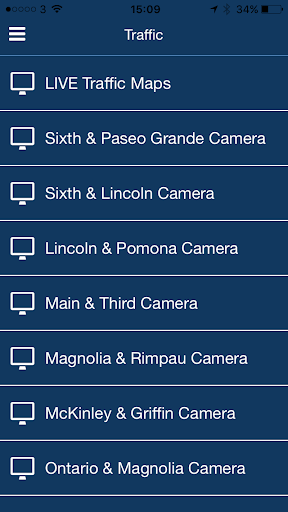 3 15:09 34%
Traffic
LIVE Traffic Maps
Sixth & Paseo Grande Camera
Sixth & Lincoln Camera
Lincoln & Pomona Camera
Main & Third Camera
Magnolia & Rimpau Camera
McKinley & Griffin Camera
Ontario & Magnolia Camera